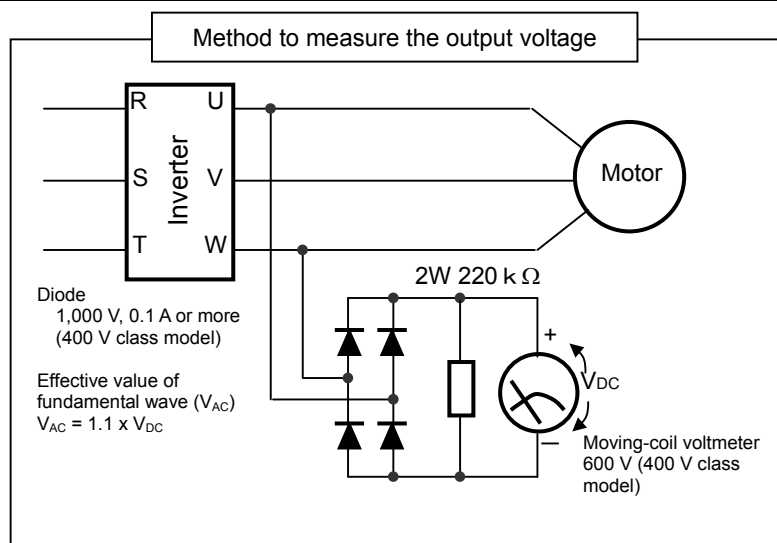 Method to measure the output voltage
R U
S V
T W
Inverter
Motor
2W 220 k Ω
Diode
1,000 V, 0.1 A or more
(400 V class model)
Effective value of
fundamental wave (VAC)
VAC = 1.1 x VDC
+
VDC
—
Moving-coil voltmeter
600 V (400 V class
model)